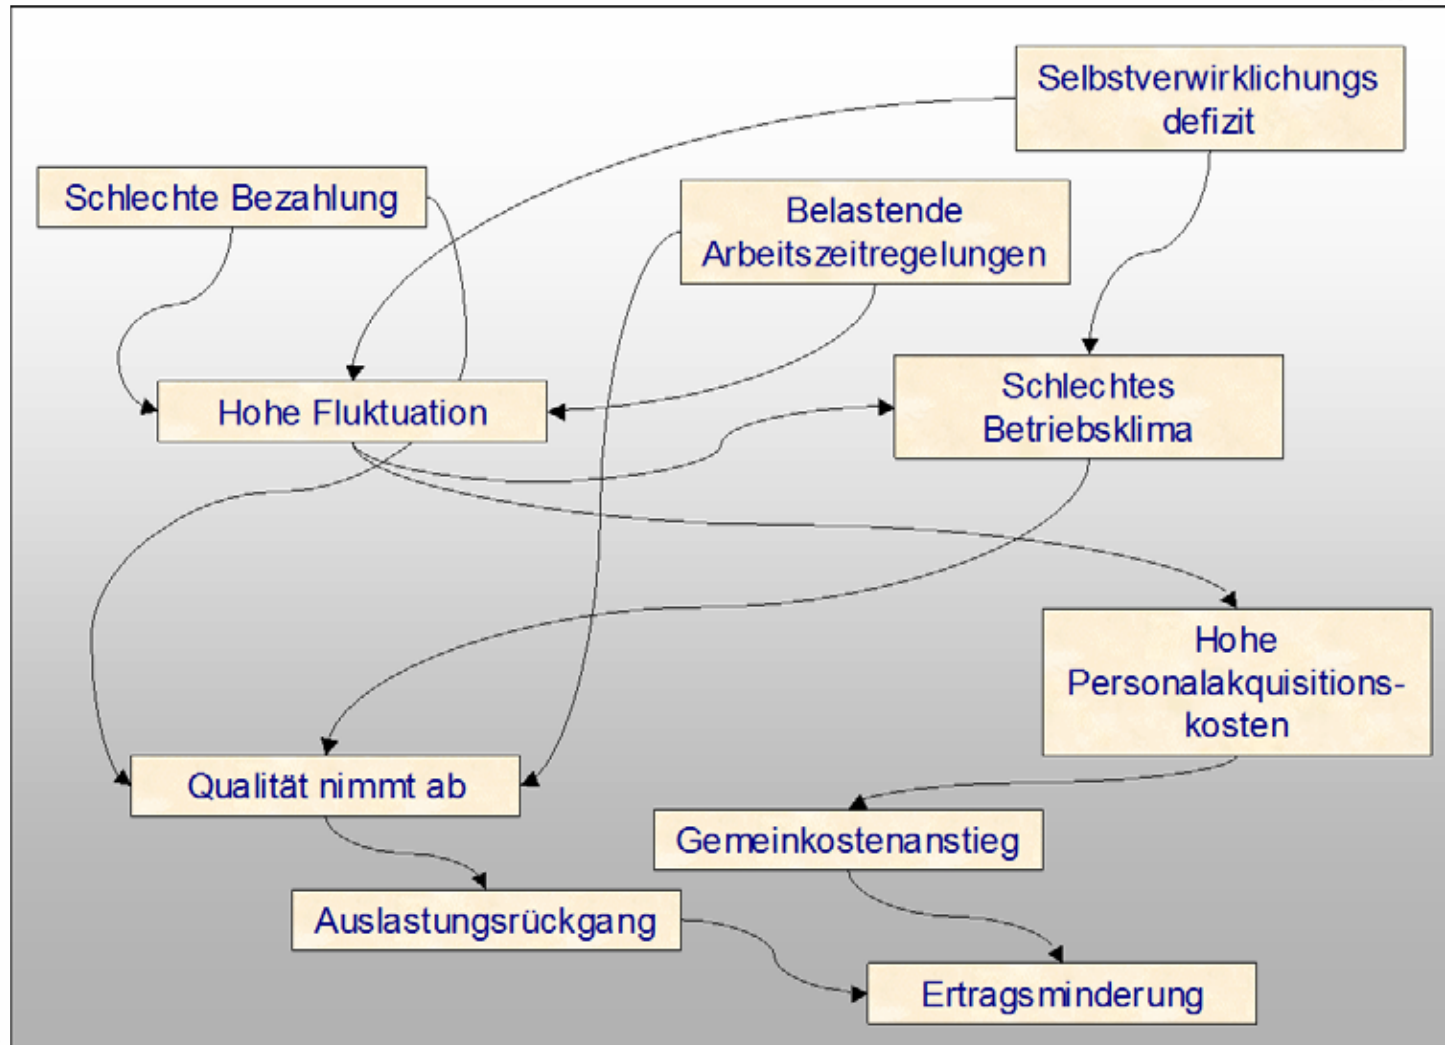 Selbstverwirklichungs
defizit
Schlechte Bezahlung
Belastende
Arbeitszeitregelungen
Hohe Fluktuation
Schlechtes
Betriebsklima
Hohe
Personalakquisitions-
kosten
Qualität nimmt ab
Gemeinkostenanstieg
Auslastungsrückgang
Ertragsminderung